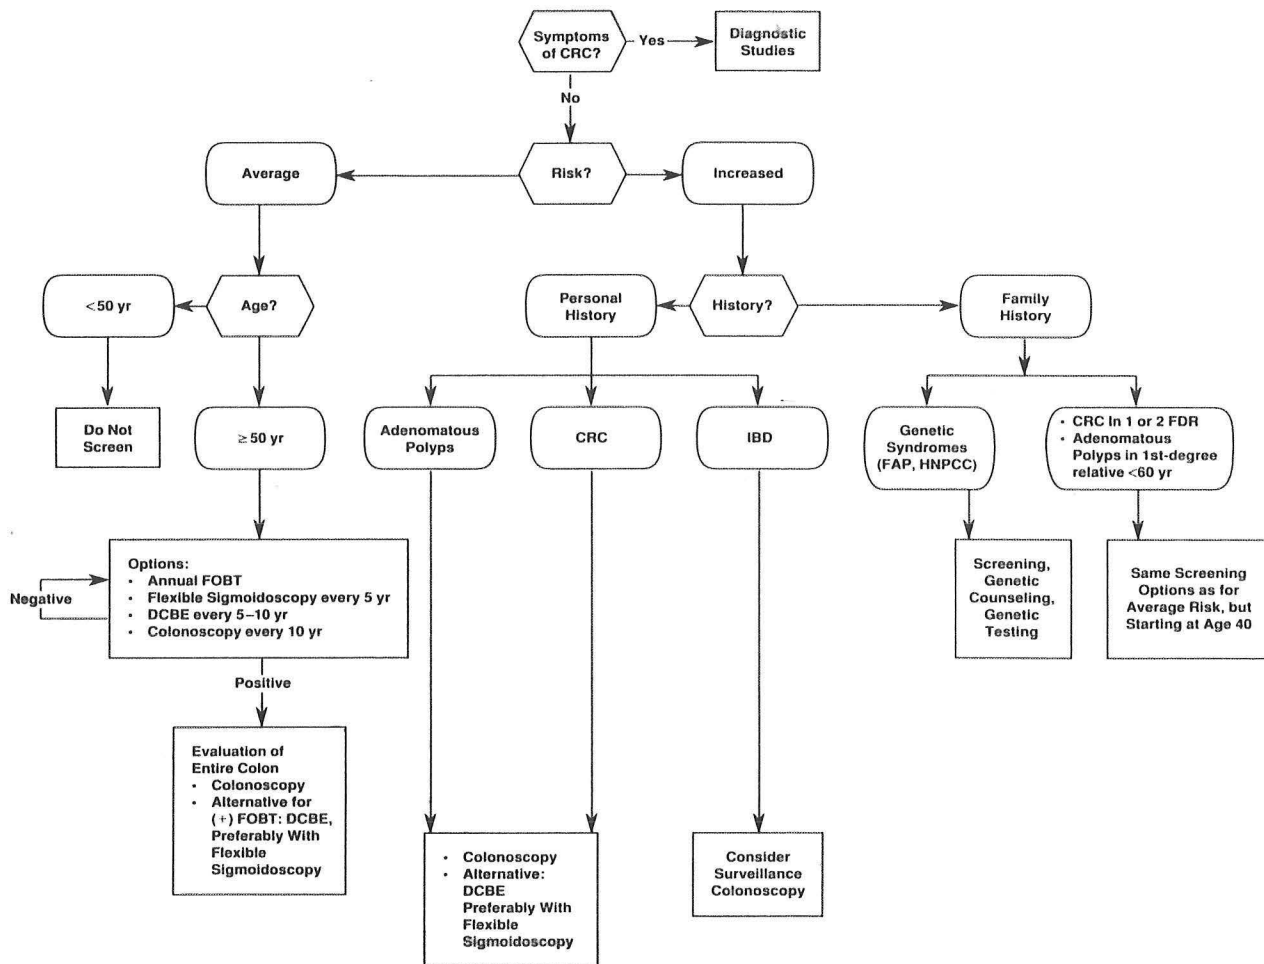 Symptoms
of CRC?
Yes
Diagnostic
Studies
No
Average
Risk?
Increased
<50 yr
Age?
Personal
History
History?
Family
History
Do Not
Screen
≥ 50 yr
Adenomatous
Polyps
CRC
IBD
Genetic
Syndromes
(FAP, HNPCC)
• CRC In 1 or 2 FDR
• Adenomatous
Polyps in 1st-degree
relative <60 yr
Negative
Options:
• Annual FOBT
• Flexible Sigmoidoscopy every 5 yr
• DCBE every 5–10 yr
• Colonoscopy every 10 yr
Screening,
Genetic
Counseling,
Genetic
Testing
Same Screening
Options as for
Average Risk, but
Starting at Age 40
Positive
Evaluation of
Entire Colon
• Colonoscopy
• Alternative for
(+) FOBT: DCBE,
Preferably With
Flexible
Sigmoidoscopy
• Colonoscopy
• Alternative:
DCBE
Preferably With
Flexible
Sigmoidoscopy
Consider
Surveillance
Colonoscopy